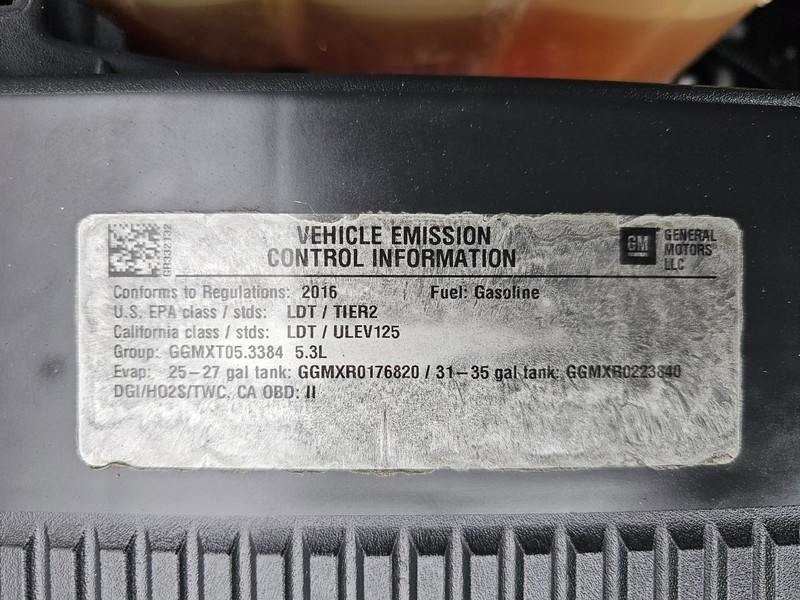 VEHICLE EMISSION
CONTROL INFORMATION
GM
GENERAL
MOTORS
LLC
Conforms to Regulations: 2016 Fuel: Gasoline
U.S. EPA class / stds: LDT / TIER2
California class / stds: LDT / ULEV125
Group: GGMXT05.3384 5.3L
Evap: 25-27 gal tank: GGMXR0176820 / 31-35 gal tank: GGMXR0223840
DGI/HO2S/TWC, CA OBD: II